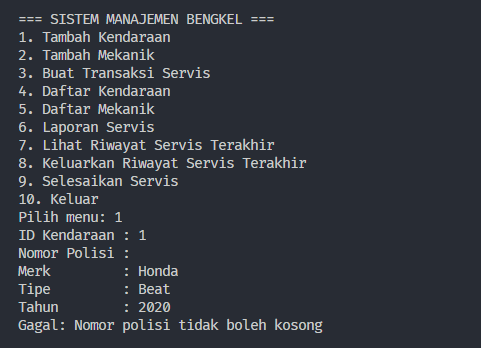 === SISTEM MANAJEMEN BENGKEL ===
1. Tambah Kendaraan
2. Tambah Mekanik
3. Buat Transaksi Servis
4. Daftar Kendaraan
5. Daftar Mekanik
6. Laporan Servis
7. Lihat Riwayat Servis Terakhir
8. Keluarkan Riwayat Servis Terakhir
9. Selesaikan Servis
10. Keluar
Pilih menu: 1
ID Kendaraan : 1
Nomor Polisi :
Merk         : Honda
Tipe         : Beat
Tahun        : 2020
Gagal: Nomor polisi tidak boleh kosong